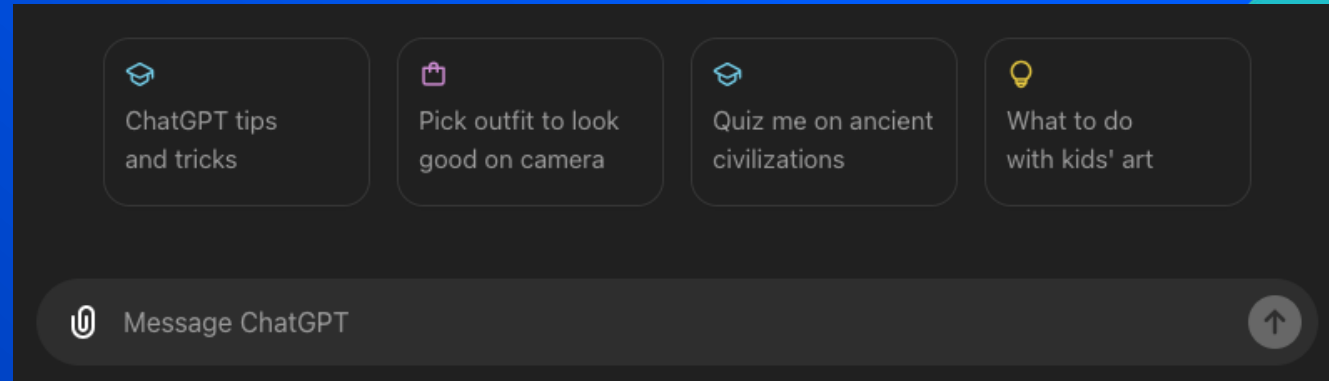 ChatGPT tips
and tricks
Pick outfit to look
good on camera
Quiz me on ancient
civilizations
What to do
with kids' art
Message ChatGPT